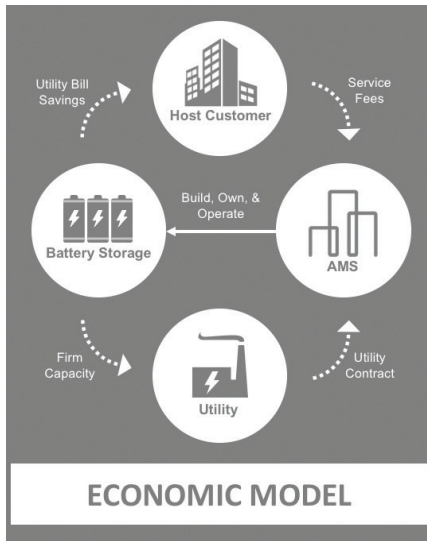 Utility Bill
Savings
Host Customer
Service
Fees
Build, Own, &
Operate
Battery Storage
AMS
Firm
Capacity
Utility
Utility
Contract
ECONOMIC MODEL